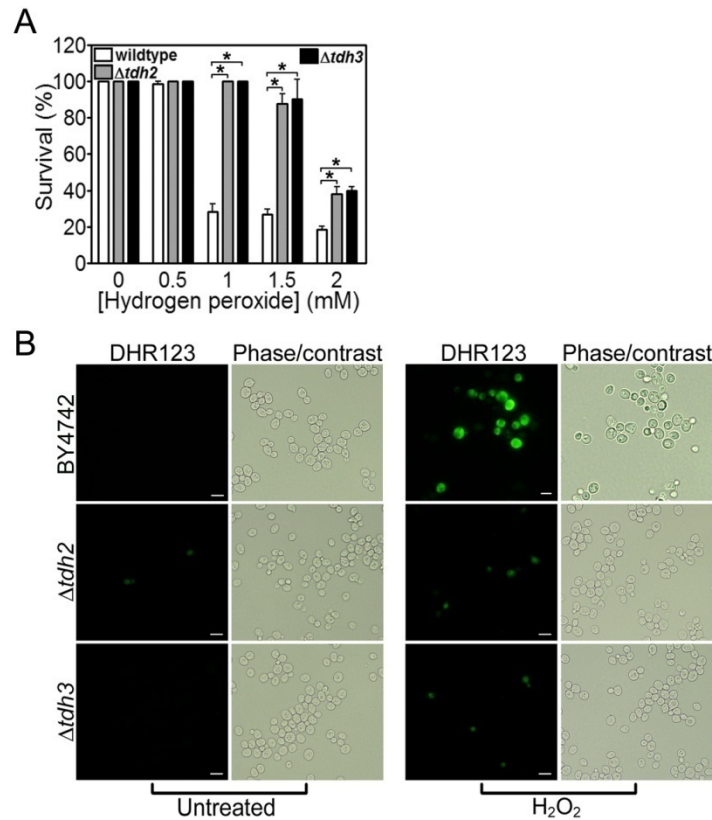 A
120
100
80
60
40
20
0
Survival (%)
wildtype
Δtdh2
Δtdh3
* * * * * *
0 0.5 1 1.5 2
[Hydrogen peroxide] (mM)
B
DHR123 Phase/contrast DHR123 Phase/contrast
BY4742
Δtdh2
Δtdh3
Untreated H₂O₂